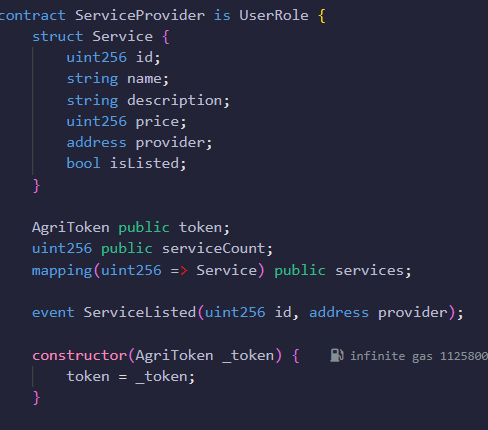 contract ServiceProvider is UserRole {
    struct Service {
        uint256 id;
        string name;
        string description;
        uint256 price;
        address provider;
        bool isListed;
    }

    AgriToken public token;
    uint256 public serviceCount;
    mapping(uint256 => Service) public services;

    event ServiceListed(uint256 id, address provider);

    constructor(AgriToken _token) {    infinite gas 1125800
        token = _token;
    }